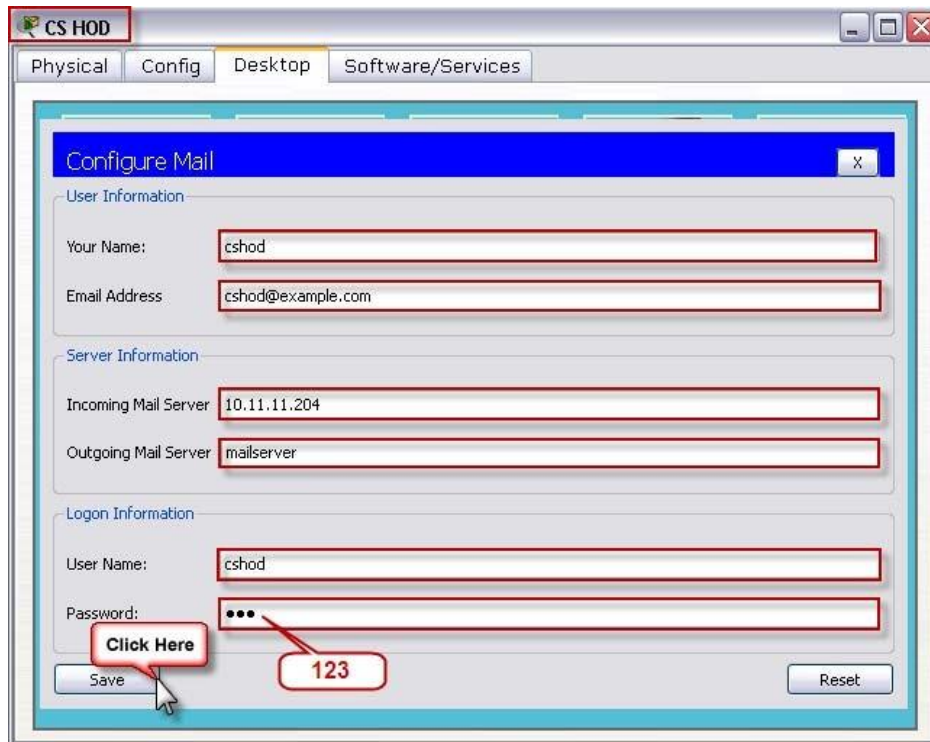 CS HOD
Physical Config Desktop Software/Services
Configure Mail X
User Information
Your Name: cshod
Email Address cshod@example.com
Server Information
Incoming Mail Server 10.11.11.204
Outgoing Mail Server mailserver
Logon Information
User Name: cshod
Password: •••
Click Here
123
Save Reset